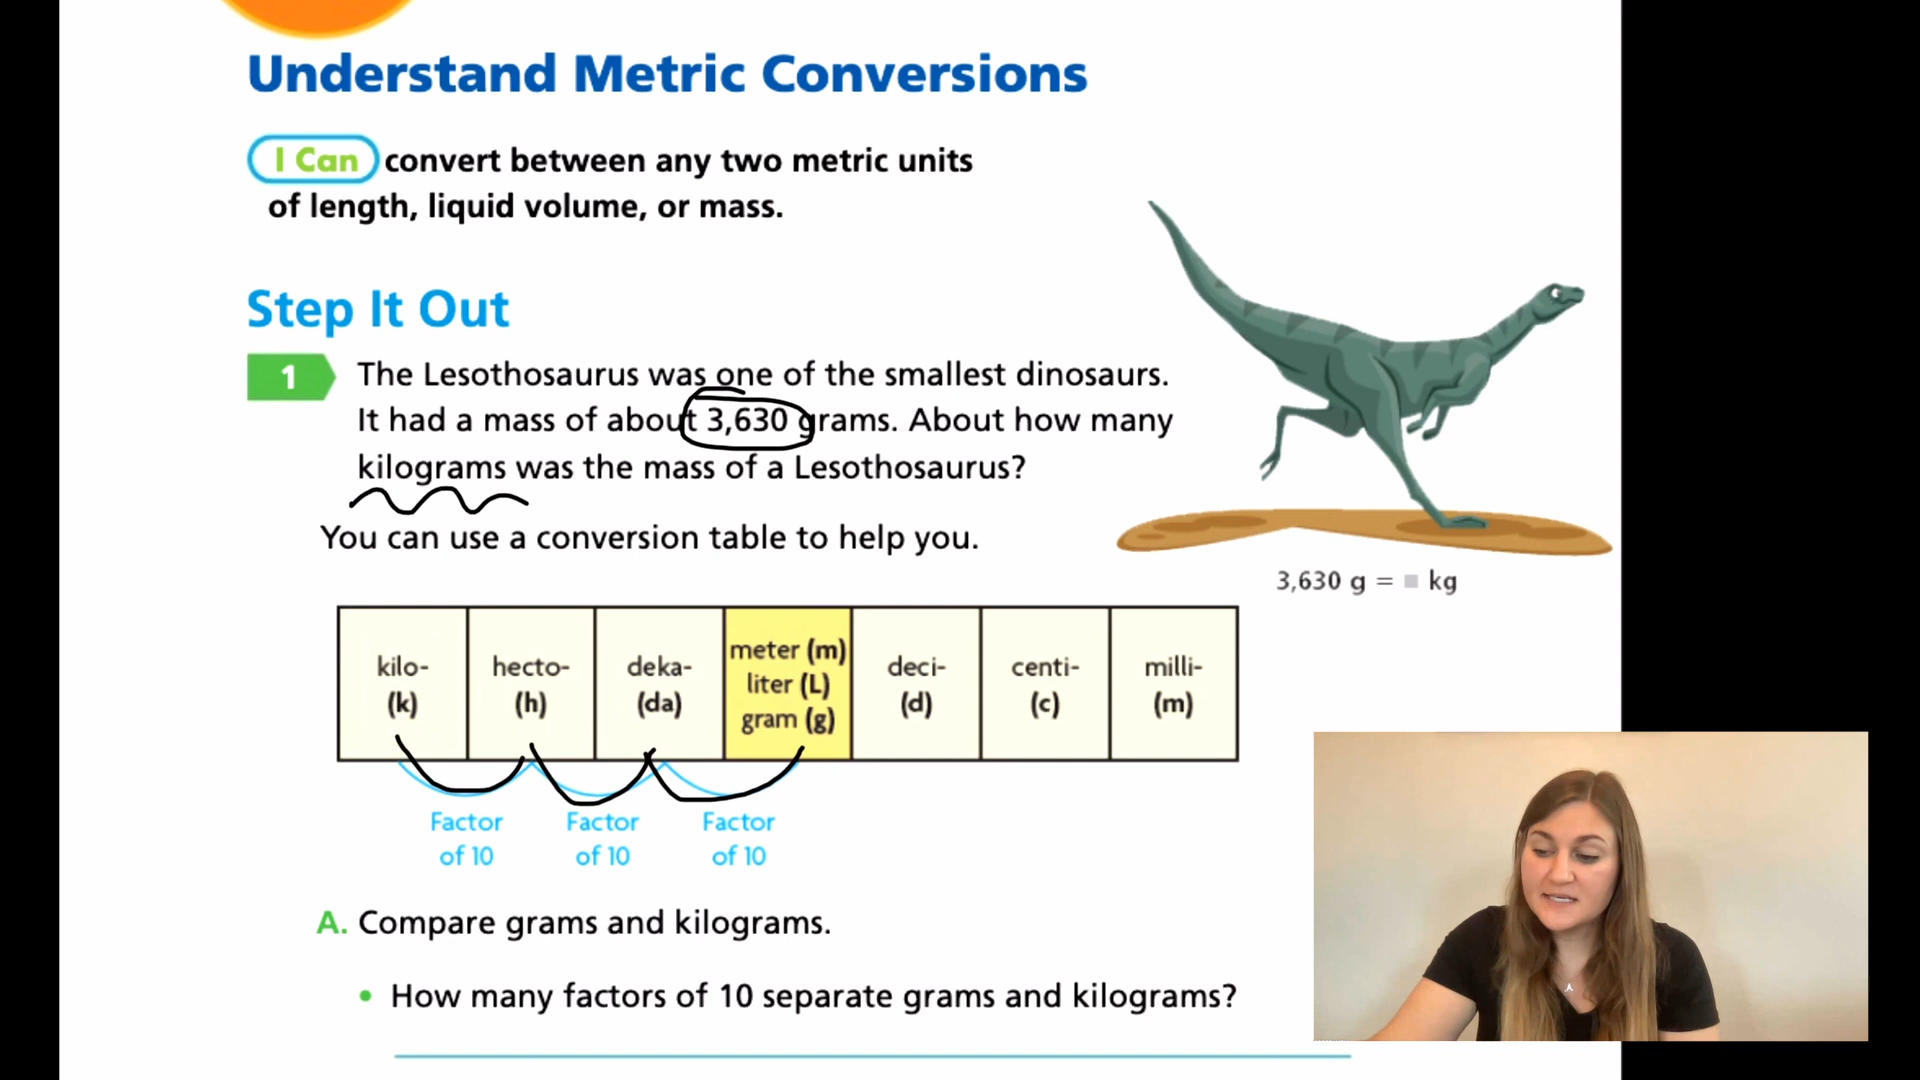 Understand Metric Conversions
I Can convert between any two metric units
of length, liquid volume, or mass.
Step It Out
1 The Lesothosaurus was one of the smallest dinosaurs.
It had a mass of about 3,630 grams. About how many
kilograms was the mass of a Lesothosaurus?
You can use a conversion table to help you.
3,630 g = ■ kg
kilo-
(k)
hecto-
(h)
deka-
(da)
meter (m)
liter (L)
gram (g)
deci-
(d)
centi-
(c)
milli-
(m)
Factor
of 10
Factor
of 10
Factor
of 10
A. Compare grams and kilograms.
• How many factors of 10 separate grams and kilograms?